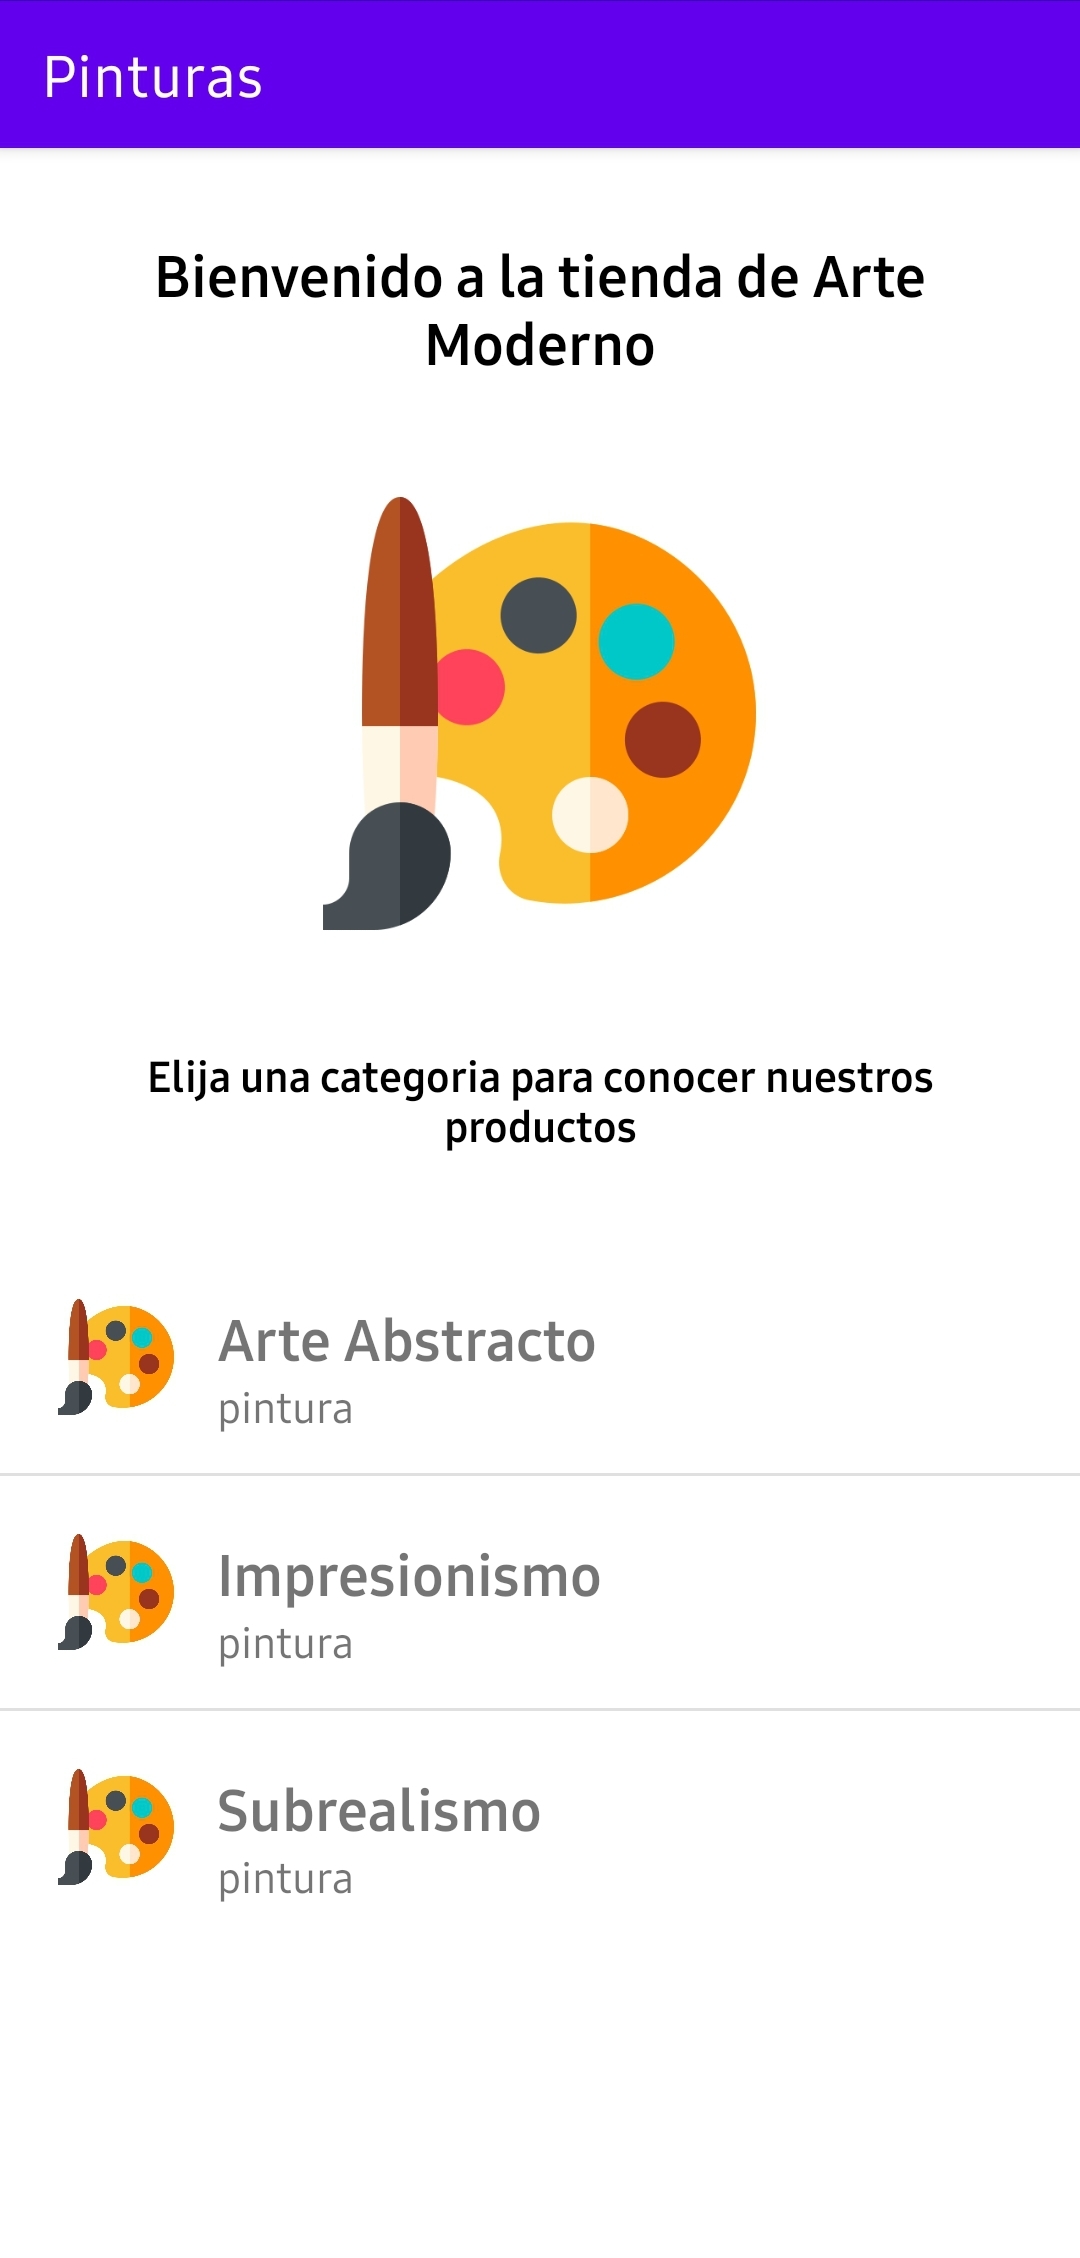 Pinturas
Bienvenido a la tienda de Arte
Moderno
Elija una categoria para conocer nuestros
productos
Arte Abstracto
pintura
Impresionismo
pintura
Subrealismo
pintura